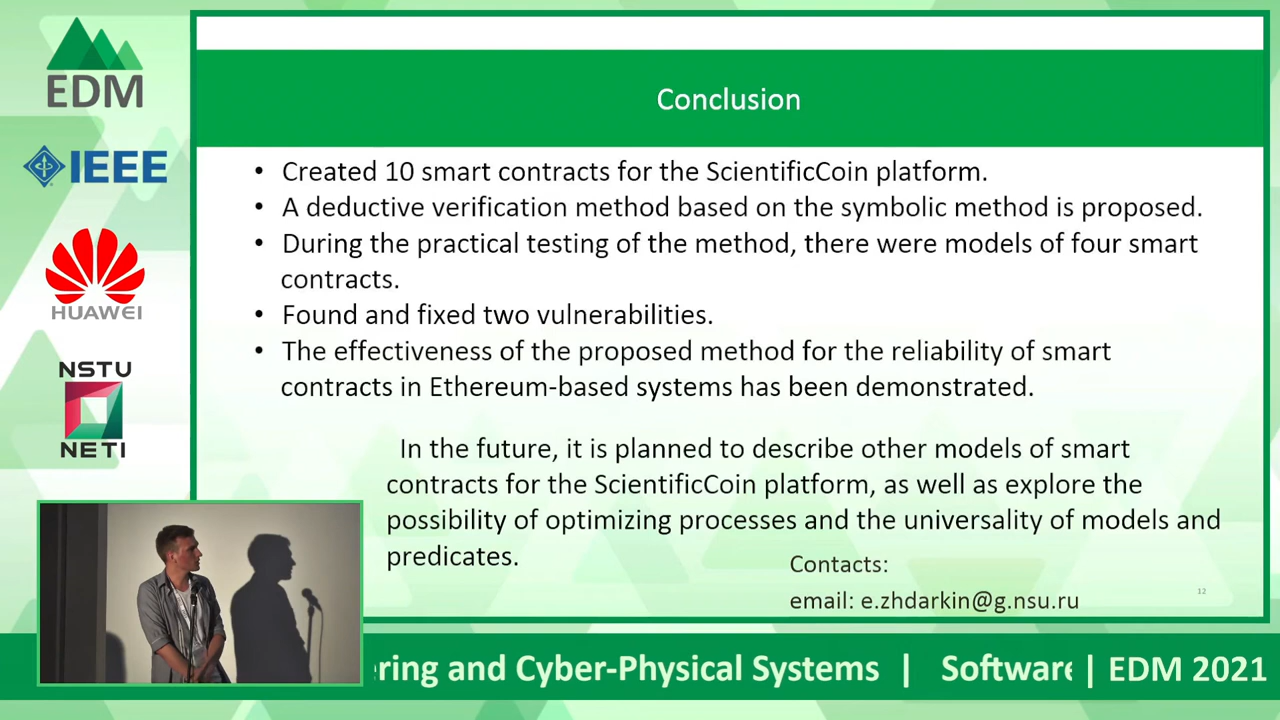 EDM
IEEE
HUAWEI
NSTU
NETI
Conclusion
• Created 10 smart contracts for the ScientificCoin platform.
• A deductive verification method based on the symbolic method is proposed.
• During the practical testing of the method, there were models of four smart
contracts.
• Found and fixed two vulnerabilities.
• The effectiveness of the proposed method for the reliability of smart
contracts in Ethereum-based systems has been demonstrated.
In the future, it is planned to describe other models of smart
contracts for the ScientificCoin platform, as well as explore the
possibility of optimizing processes and the universality of models and
predicates.
Contacts:
email: e.zhdarkin@g.nsu.ru
12
ring and Cyber-Physical Systems | Software | EDM 2021